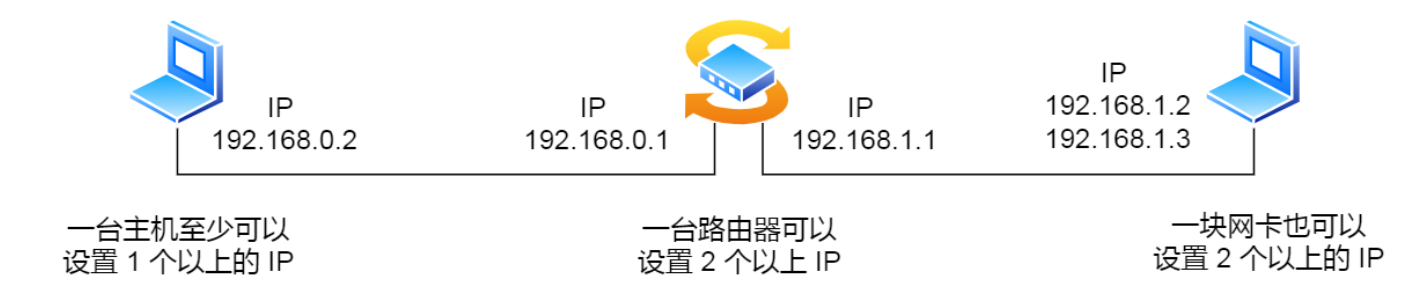 IP
192.168.0.2
IP
192.168.0.1
IP
192.168.1.1
IP
192.168.1.2
192.168.1.3
一台主机至少可以
设置 1 个以上的 IP
一台路由器可以
设置 2 个以上 IP
一块网卡也可以
设置 2 个以上的 IP